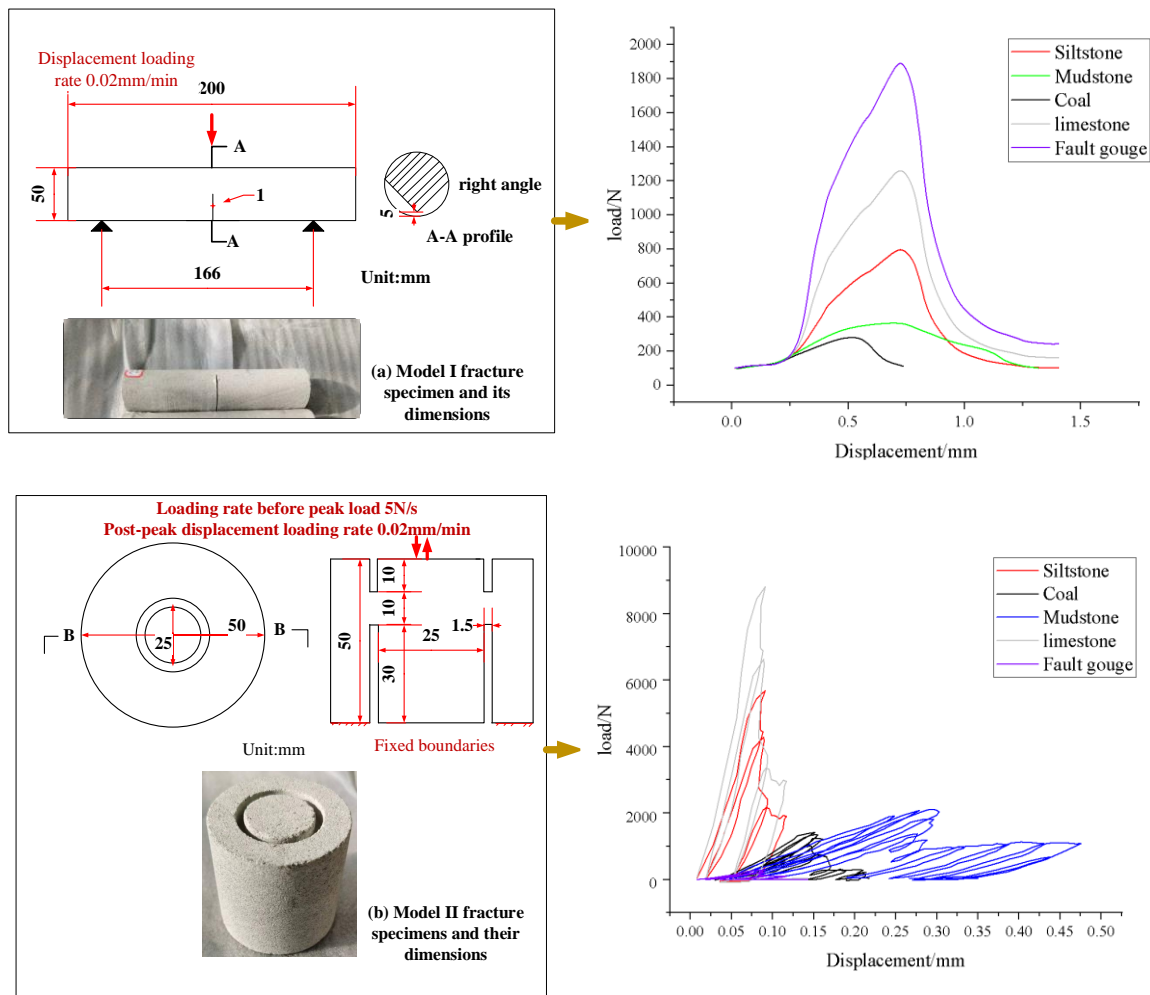 Displacement loading
rate 0.02mm/min
200
A
50
1
A
166
5
right angle
A-A profile
Unit:mm
(a) Model I fracture
specimen and its
dimensions
Siltstone
Mudstone
Coal
limestone
Fault gouge
load/N
2000
1800
1600
1400
1200
1000
800
600
400
200
0
0.0 0.5 1.0 1.5
Displacement/mm
Loading rate before peak load 5N/s
Post-peak displacement loading rate 0.02mm/min
B 50 B
25
10
10
50
25
1.5
30
Unit:mm
Fixed boundaries
(b) Model II fracture
specimens and their
dimensions
Siltstone
Coal
Mudstone
limestone
Fault gouge
load/N
10000
8000
6000
4000
2000
0
0.00 0.05 0.10 0.15 0.20 0.25 0.30 0.35 0.40 0.45 0.50
Displacement/mm